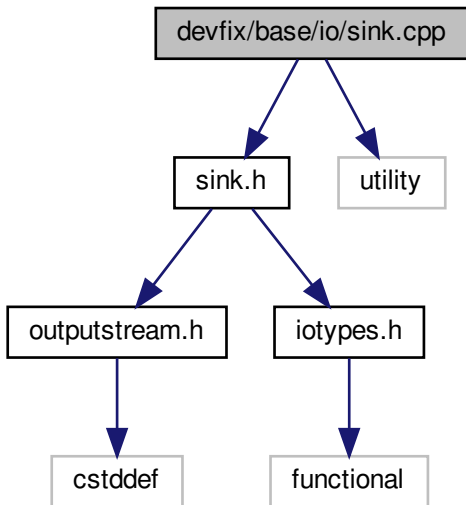 devfix/base/io/sink.cpp
sink.h
utility
outputstream.h
iotypes.h
cstddef
functional